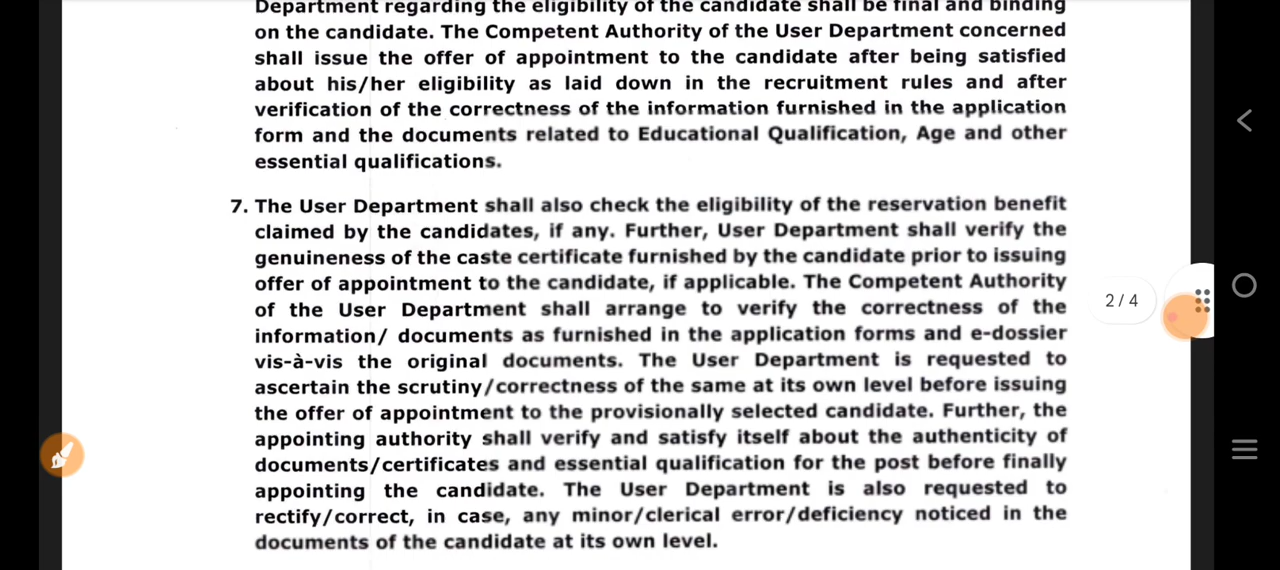 Department regarding the eligibility of the candidate shall be final and binding
on the candidate. The Competent Authority of the User Department concerned
shall issue the offer of appointment to the candidate after being satisfied
about his/her eligibility as laid down in the recruitment rules and after
verification of the correctness of the information furnished in the application
form and the documents related to Educational Qualification, Age and other
essential qualifications.
7. The User Department shall also check the eligibility of the reservation benefit
claimed by the candidates, if any. Further, User Department shall verify the
genuineness of the caste certificate furnished by the candidate prior to issuing
offer of appointment to the candidate, if applicable. The Competent Authority
of the User Department shall arrange to verify the correctness of the
information/ documents as furnished in the application forms and e-dossier
vis-à-vis the original documents. The User Department is requested to
ascertain the scrutiny/correctness of the same at its own level before issuing
the offer of appointment to the provisionally selected candidate. Further, the
appointing authority shall verify and satisfy itself about the authenticity of
documents/certificates and essential qualification for the post before finally
appointing the candidate. The User Department is also requested to
rectify/correct, in case, any minor/clerical error/deficiency noticed in the
documents of the candidate at its own level.
2 / 4